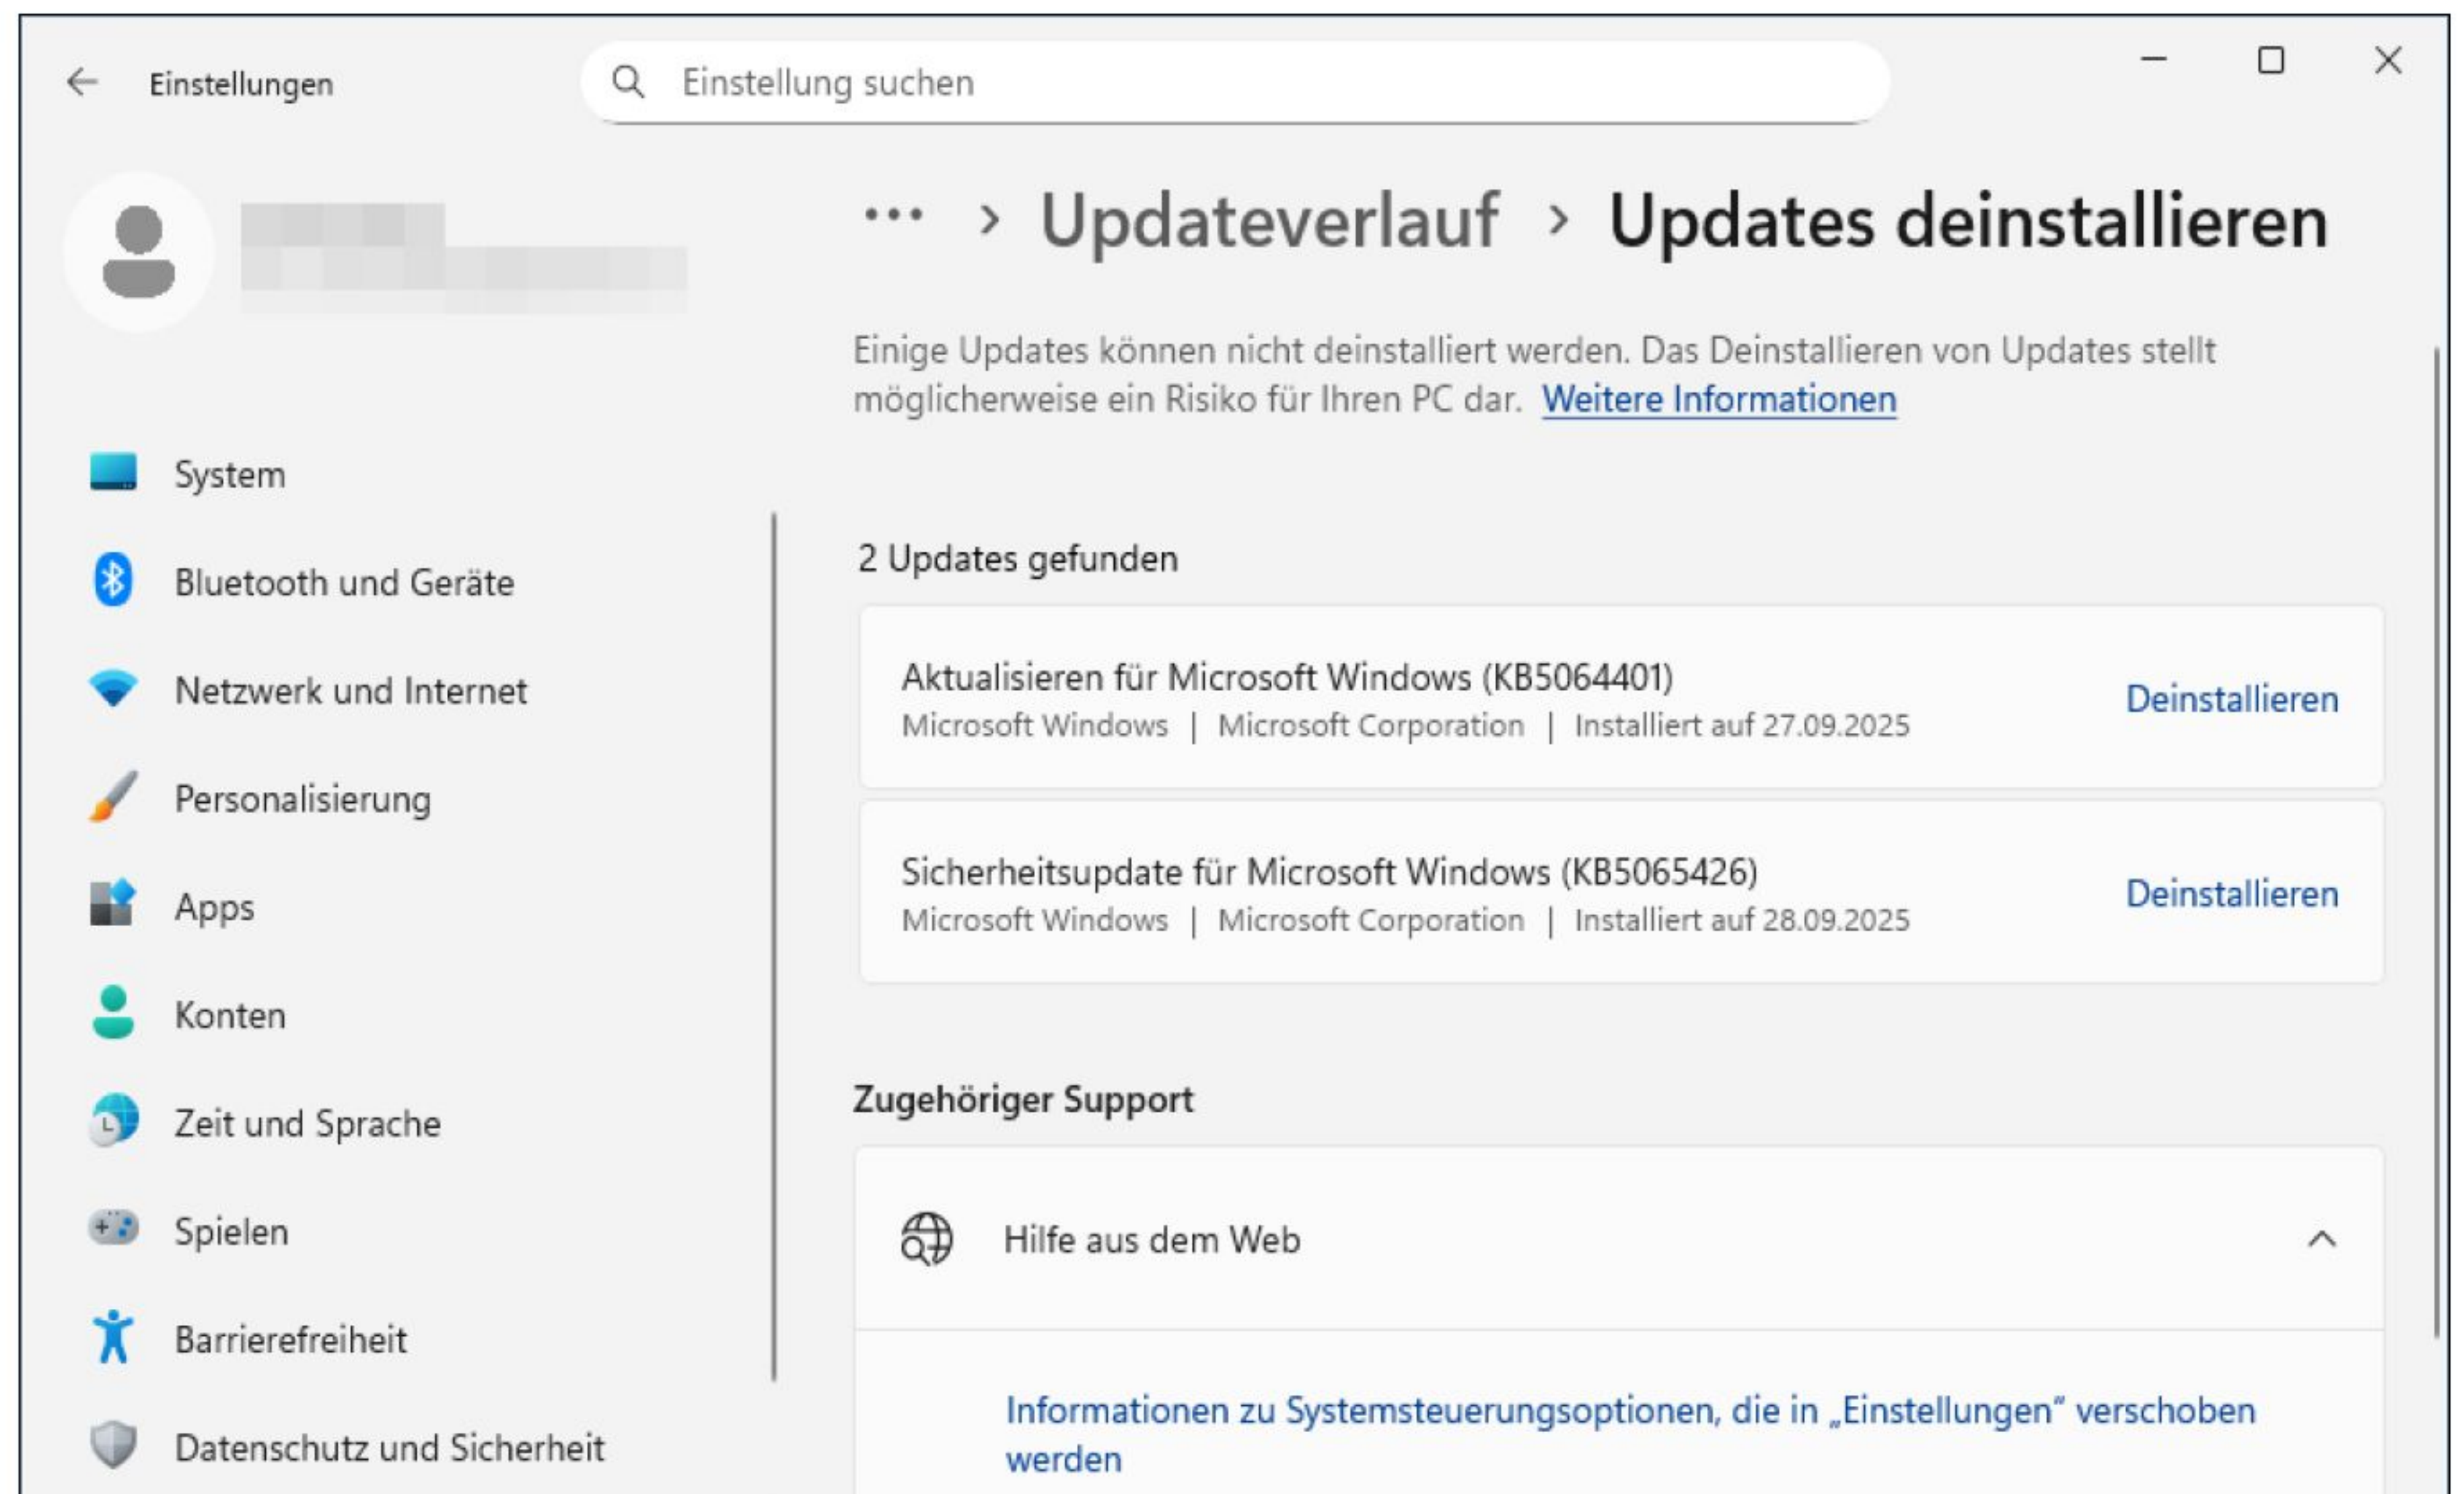 Einstellungen
Einstellung suchen
Updateverlauf > Updates deinstallieren
Einige Updates können nicht deinstalliert werden. Das Deinstallieren von Updates stellt
möglicherweise ein Risiko für Ihren PC dar. Weitere Informationen
System
Bluetooth und Geräte
Netzwerk und Internet
Personalisierung
Apps
Konten
Zeit und Sprache
Spielen
Barrierefreiheit
Datenschutz und Sicherheit
2 Updates gefunden
Aktualisieren für Microsoft Windows (KB5064401)
Microsoft Windows | Microsoft Corporation | Installiert auf 27.09.2025
Deinstallieren
Sicherheitsupdate für Microsoft Windows (KB5065426)
Microsoft Windows | Microsoft Corporation | Installiert auf 28.09.2025
Deinstallieren
Zugehöriger Support
Hilfe aus dem Web
Informationen zu Systemsteuerungsoptionen, die in „Einstellungen“ verschoben
werden